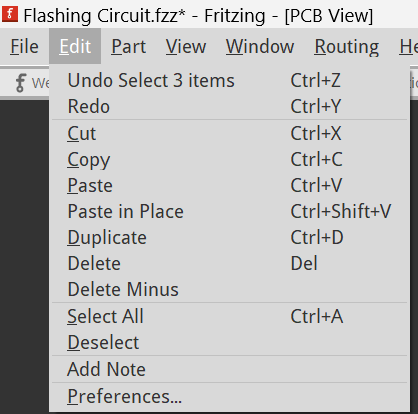 Flashing Circuit.fzz* - Fritzing - [PCB View]
File Edit Part View Window Routing He
We
Undo Select 3 items Ctrl+Z
Redo Ctrl+Y
Cut Ctrl+X
Copy Ctrl+C
Paste Ctrl+V
Paste in Place Ctrl+Shift+V
Duplicate Ctrl+D
Delete Del
Delete Minus
Select All Ctrl+A
Deselect
Add Note
Preferences...